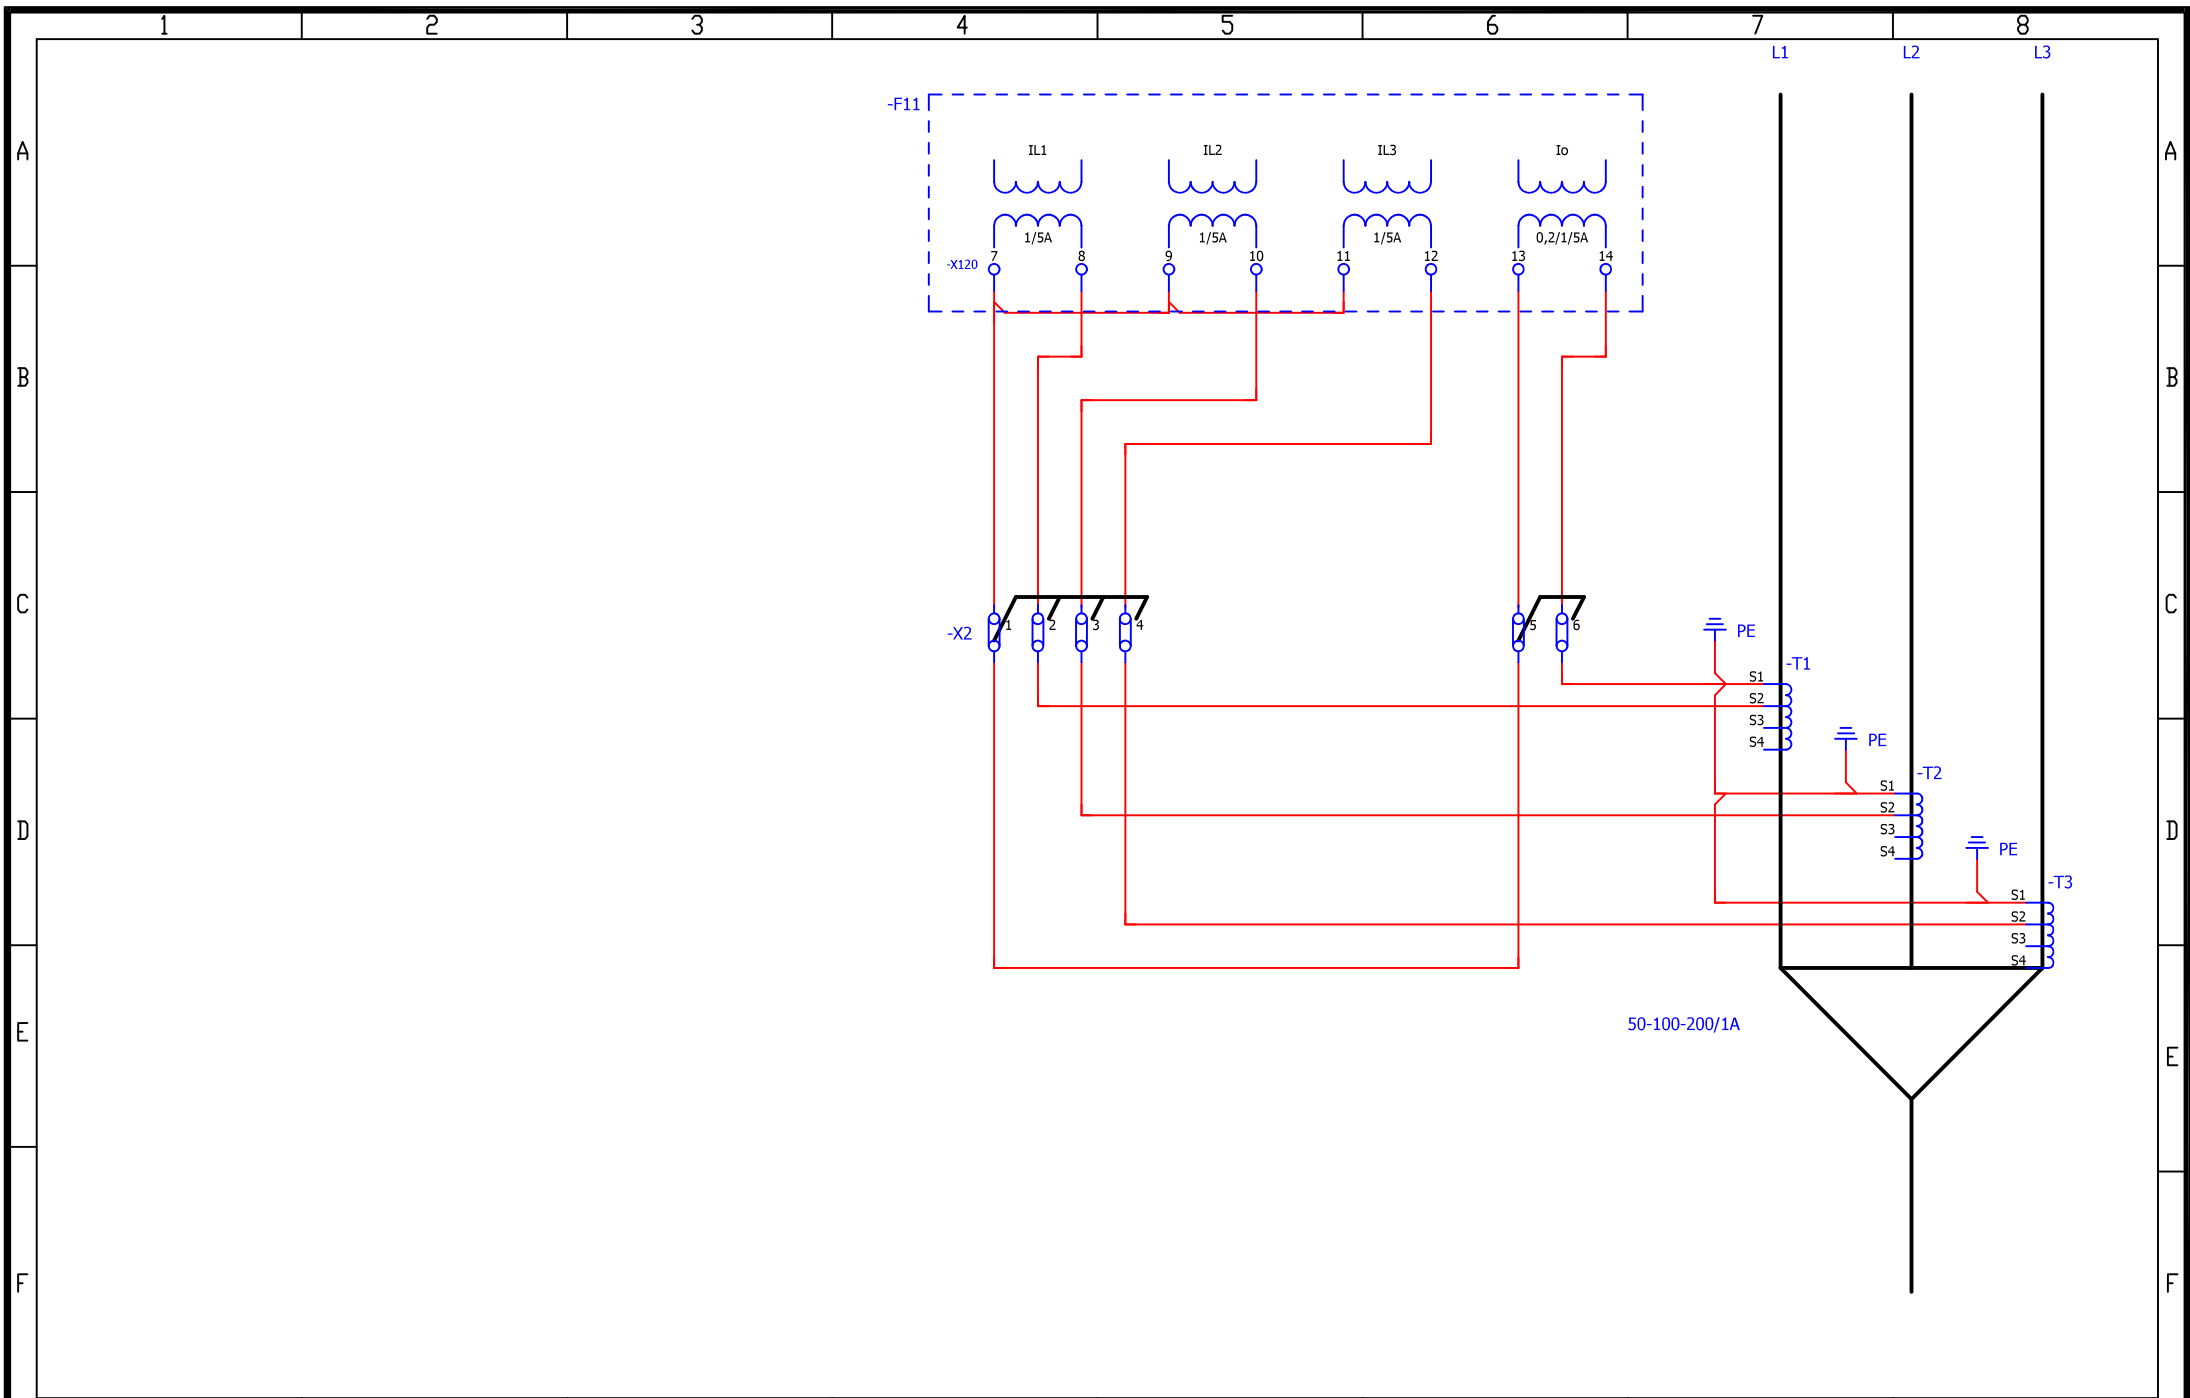 1 2 3 4 5 6 7 8
L1 L2 L3
-F11
A IL1 IL2 IL3 Io A
1/5A 1/5A 1/5A 0,2/1/5A
-X120 7 8 9 10 11 12 13 14
B B
C C
-X2 1 2 3 4 5 6 PE
-T1
S1
S2
S3
S4 PE
-T2
S1
S2
D S3 D
S4 PE
-T3
S1
S2
S3
S4
50-100-200/1A
E E
F F